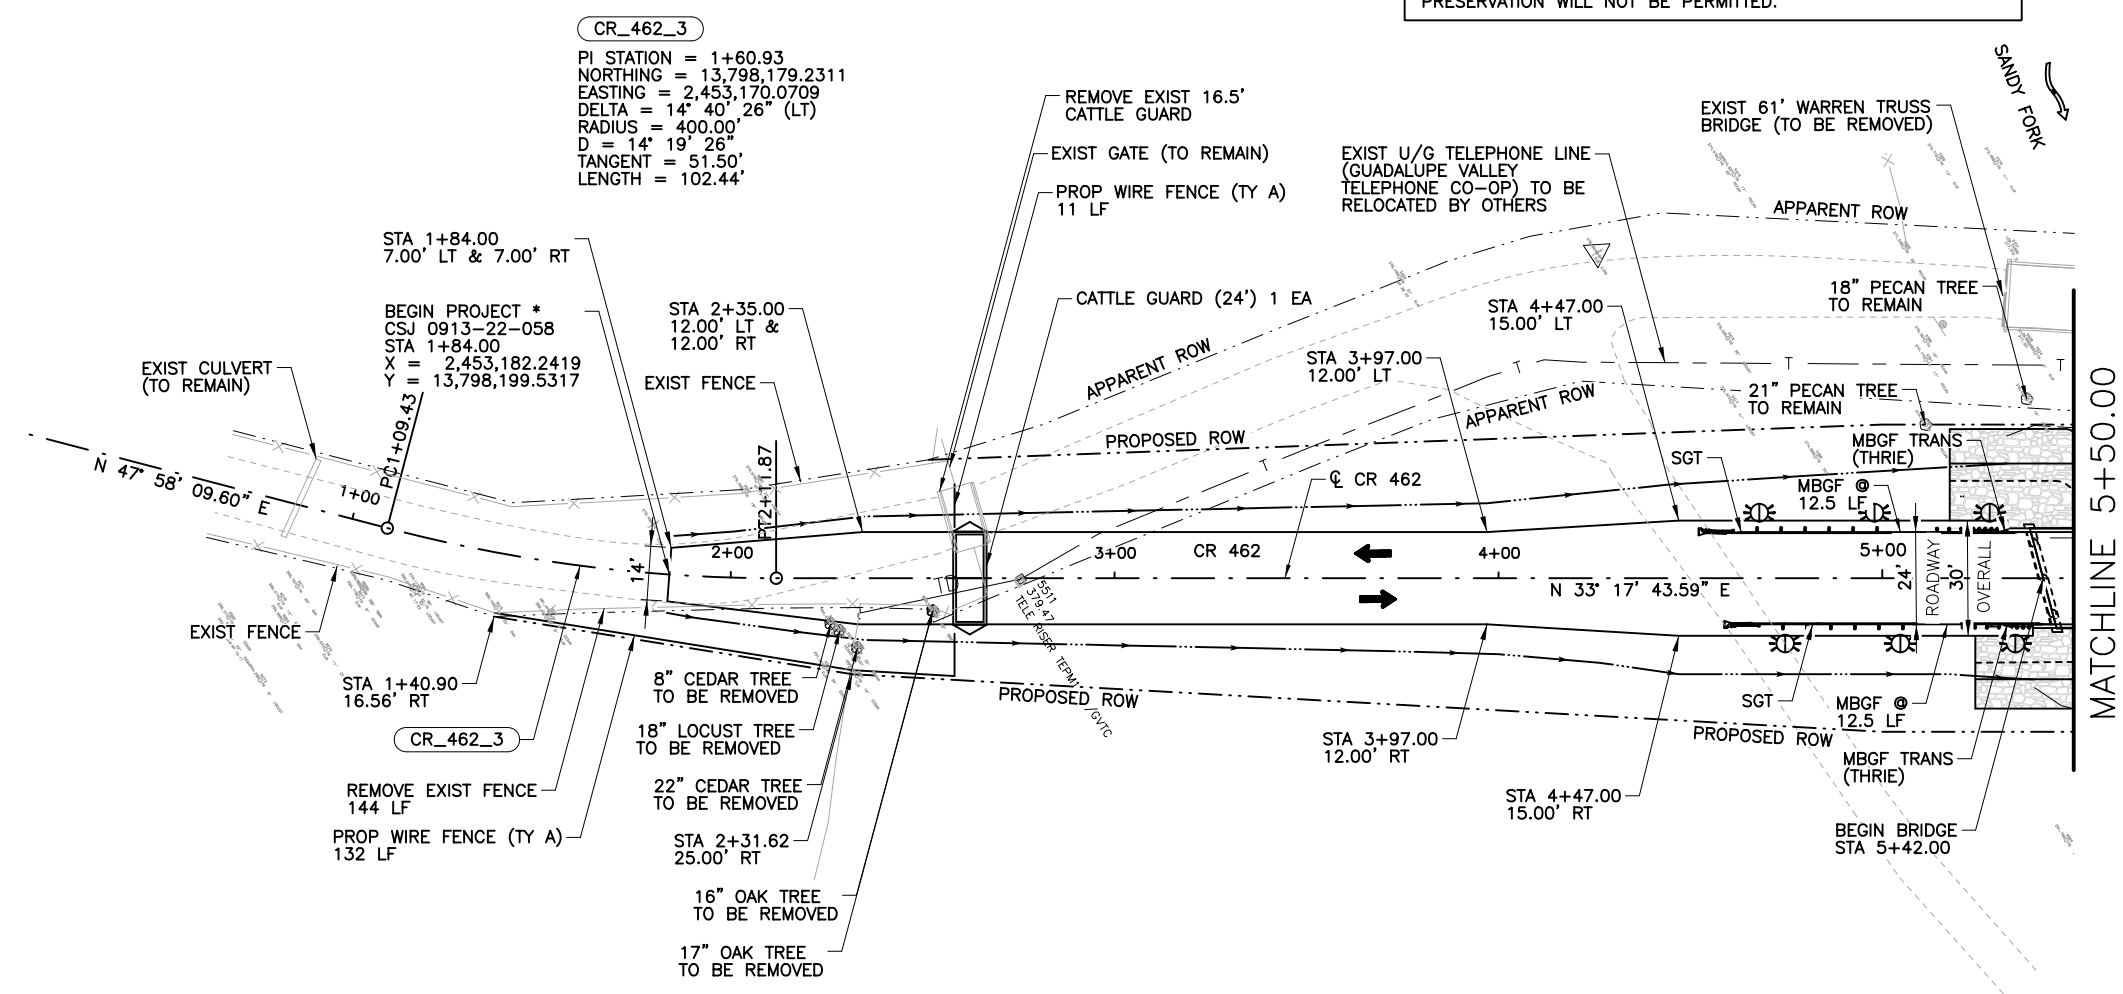 PRESERVATION WILL NOT BE PERMITTED.
CR_462_3
PI STATION = 1+60.93
NORTHING = 13,798,179.2311
EASTING = 2,453,170.0709
DELTA = 14° 40' 26" (LT)
RADIUS = 400.00'
D = 14° 19' 26"
TANGENT = 51.50'
LENGTH = 102.44'
REMOVE EXIST 16.5'
CATTLE GUARD
EXIST GATE (TO REMAIN)
PROP WIRE FENCE (TY A)
11 LF
EXIST U/G TELEPHONE LINE
(GUADALUPE VALLEY
TELEPHONE CO-OP) TO BE
RELOCATED BY OTHERS
EXIST 61' WARREN TRUSS
BRIDGE (TO BE REMOVED)
SANDY FORK
APPARENT ROW
STA 1+84.00
7.00' LT & 7.00' RT
BEGIN PROJECT *
CSJ 0913-22-058
STA 1+84.00
X = 2,453,182.2419
Y = 13,798,199.5317
STA 2+35.00
12.00' LT &
12.00' RT
CATTLE GUARD (24') 1 EA
18" PECAN TREE
TO REMAIN
STA 4+47.00
15.00' LT
STA 3+97.00
12.00' LT
APPARENT ROW
EXIST CULVERT
(TO REMAIN)
EXIST FENCE
T
T
T
21" PECAN TREE
TO REMAIN
APPARENT ROW
PROPOSED ROW
MBGF TRANS
(THRIE)
SGT
MBGF @
12.5 LF
T
℄ CR 462
N 47° 58' 09.60" E
PC1+09.43
1+00
PT2+11.87
2+00
3+00
CR 462
4+00
5+00
14'
24'
ROADWAY
30'
OVERALL
N 33° 17' 43.59" E
5511
379.47
TELE RISER TEPM1
/GVTC
MATCHLINE 5+50.00
EXIST FENCE
STA 1+40.90
16.56' RT
CR_462_3
8" CEDAR TREE
TO BE REMOVED
18" LOCUST TREE
TO BE REMOVED
PROPOSED ROW
SGT
MBGF @
12.5 LF
PROPOSED ROW
STA 3+97.00
12.00' RT
MBGF TRANS
(THRIE)
REMOVE EXIST FENCE
144 LF
22" CEDAR TREE
TO BE REMOVED
STA 4+47.00
15.00' RT
PROP WIRE FENCE (TY A)
132 LF
STA 2+31.62
25.00' RT
BEGIN BRIDGE
STA 5+42.00
16" OAK TREE
TO BE REMOVED
17" OAK TREE
TO BE REMOVED